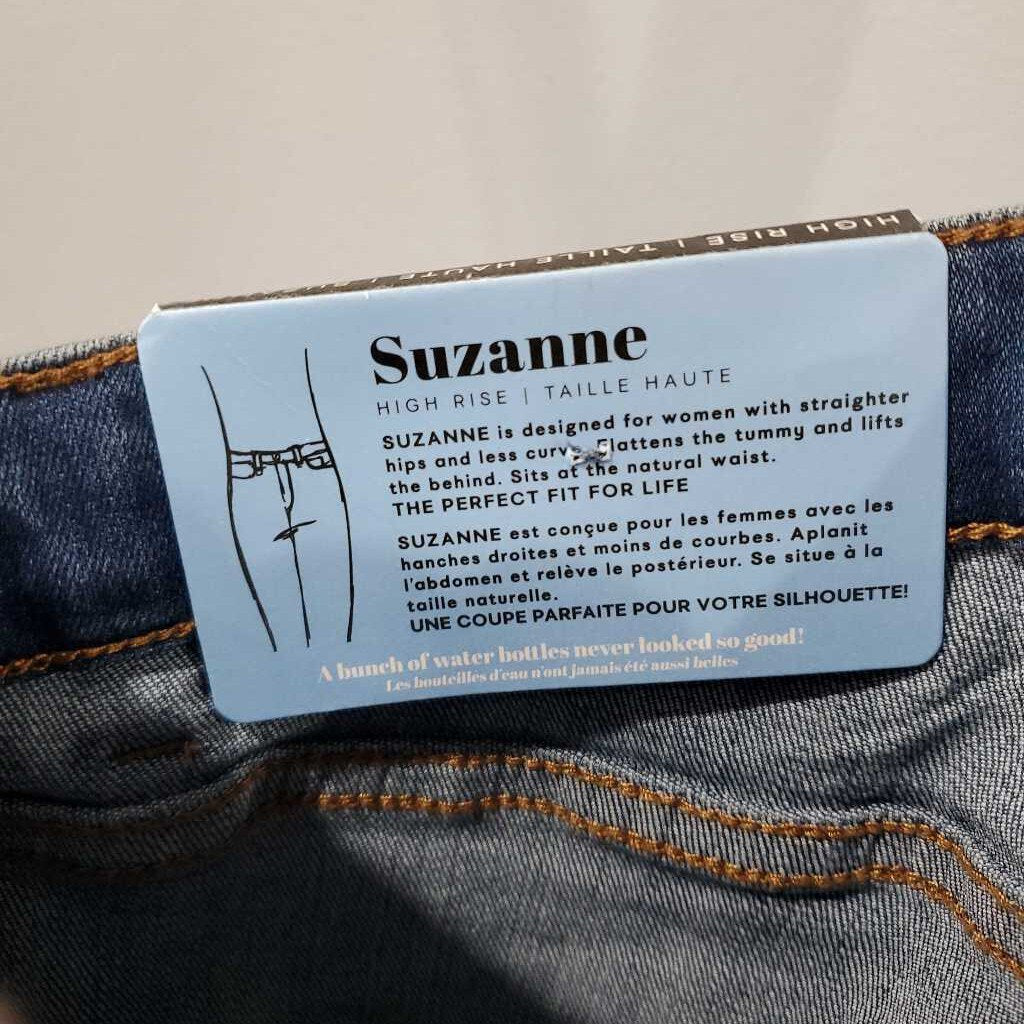 HIGH RISE | TAILLE HAUTE |
Suzanne
HIGH RISE | TAILLE HAUTE
SUZANNE is designed for women with straighter
hips and less curves. Flattens the tummy and lifts
the behind. Sits at the natural waist.
THE PERFECT FIT FOR LIFE
SUZANNE est conçue pour les femmes avec les
hanches droites et moins de courbes. Aplanit
l'abdomen et relève le postérieur. Se situe à la
taille naturelle.
UNE COUPE PARFAITE POUR VOTRE SILHOUETTE!
A bunch of water bottles never looked so good!
Les bouteilles d'eau n'ont jamais été aussi belles